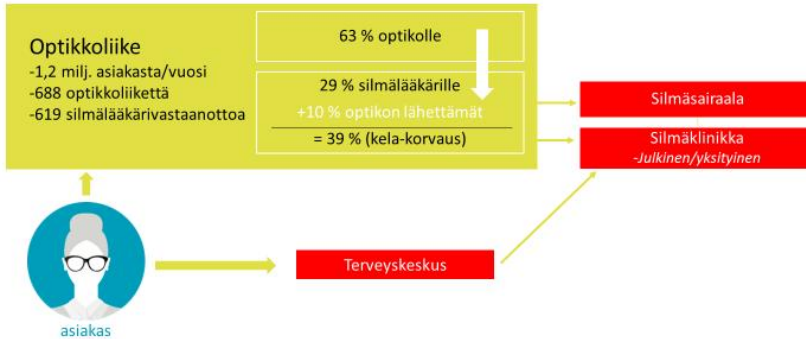 Optikkoliike
-1,2 milj. asiakasta/vuosi
-688 optikkoliikettä
-619 silmälääkärivastaanottoa
63 % optikolle
29 % silmälääkärille
+10 % optikon lähettämät
= 39 % (kela-korvaus)
Silmäsairaala
Silmäklinikka
-Julkinen/yksityinen
Terveyskeskus
asiakas